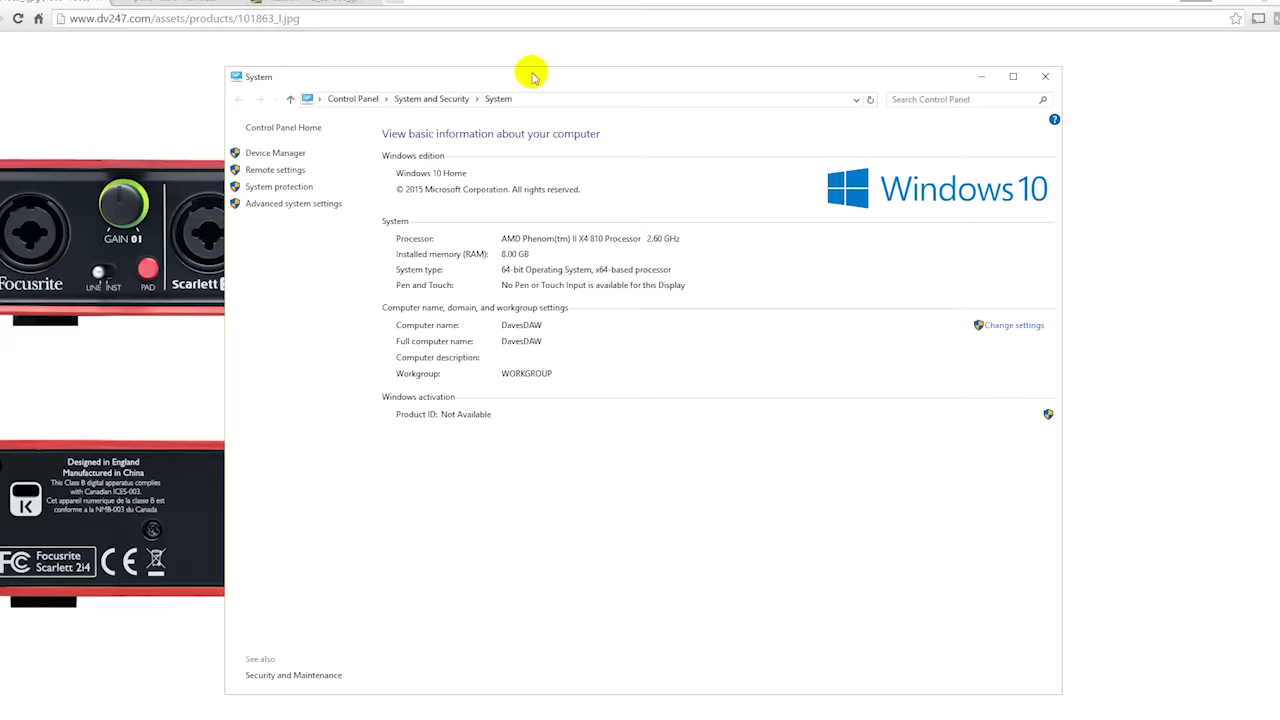 www.dv247.com/assets/products/101863_l.jpg
System
Control Panel > System and Security > System
Search Control Panel
Control Panel Home
Device Manager
Remote settings
System protection
Advanced system settings
View basic information about your computer
Windows edition
Windows 10 Home
© 2015 Microsoft Corporation. All rights reserved.
Windows 10
System
Processor: AMD Phenom(tm) II X4 810 Processor 2.60 GHz
Installed memory (RAM): 8.00 GB
System type: 64-bit Operating System, x64-based processor
Pen and Touch: No Pen or Touch Input is available for this Display
Computer name, domain, and workgroup settings
Computer name: DavesDAW
Change settings
Full computer name: DavesDAW
Computer description:
Workgroup: WORKGROUP
Windows activation
Product ID: Not Available
See also
Security and Maintenance
GAIN 01
Focusrite
LINE INST
PAD
Scarlett
Designed in England
Manufactured in China
This Class B digital apparatus complies
with Canadian ICES-003.
Cet appareil numerique de la classe B est
conforme a la NMB-003 du Canada
K
FC
Focusrite
Scarlett 2i4
CE